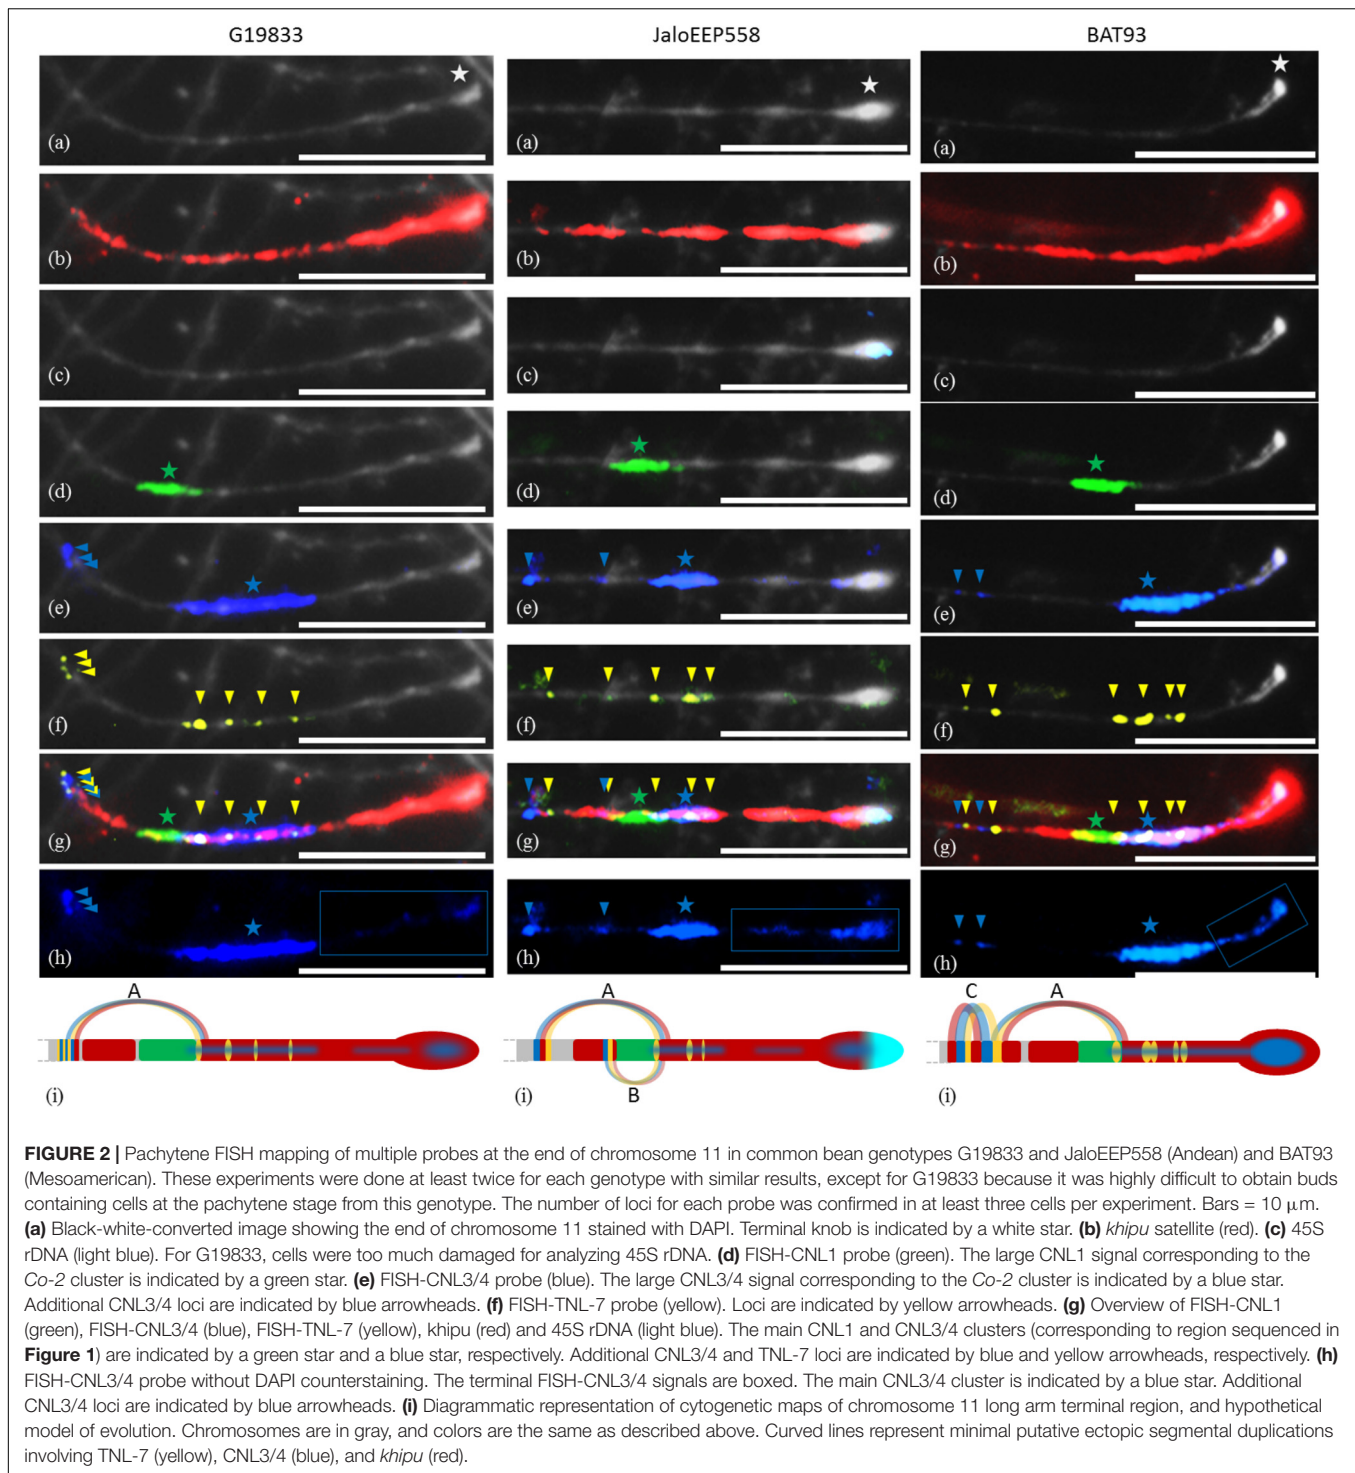 G19833 JaloEEP558 BAT93
(a) (a) (a)
(b) (b) (b)
(c) (c) (c)
(d) (d) (d)
(e) (e) (e)
(f) (f) (f)
(g) (g) (g)
(h) (h) (h)
A A C A
B
(i) (i) (i)
FIGURE 2 | Pachytene FISH mapping of multiple probes at the end of chromosome 11 in common bean genotypes G19833 and JaloEEP558 (Andean) and BAT93
(Mesoamerican). These experiments were done at least twice for each genotype with similar results, except for G19833 because it was highly difficult to obtain buds
containing cells at the pachytene stage from this genotype. The number of loci for each probe was confirmed in at least three cells per experiment. Bars = 10 μm.
(a) Black-white-converted image showing the end of chromosome 11 stained with DAPI. Terminal knob is indicated by a white star. (b) khipu satellite (red). (c) 45S
rDNA (light blue). For G19833, cells were too much damaged for analyzing 45S rDNA. (d) FISH-CNL1 probe (green). The large CNL1 signal corresponding to the
Co-2 cluster is indicated by a green star. (e) FISH-CNL3/4 probe (blue). The large CNL3/4 signal corresponding to the Co-2 cluster is indicated by a blue star.
Additional CNL3/4 loci are indicated by blue arrowheads. (f) FISH-TNL-7 probe (yellow). Loci are indicated by yellow arrowheads. (g) Overview of FISH-CNL1
(green), FISH-CNL3/4 (blue), FISH-TNL-7 (yellow), khipu (red) and 45S rDNA (light blue). The main CNL1 and CNL3/4 clusters (corresponding to region sequenced in
Figure 1) are indicated by a green star and a blue star, respectively. Additional CNL3/4 and TNL-7 loci are indicated by blue and yellow arrowheads, respectively. (h)
FISH-CNL3/4 probe without DAPI counterstaining. The terminal FISH-CNL3/4 signals are boxed. The main CNL3/4 cluster is indicated by a blue star. Additional
CNL3/4 loci are indicated by blue arrowheads. (i) Diagrammatic representation of cytogenetic maps of chromosome 11 long arm terminal region, and hypothetical
model of evolution. Chromosomes are in gray, and colors are the same as described above. Curved lines represent minimal putative ectopic segmental duplications
involving TNL-7 (yellow), CNL3/4 (blue), and khipu (red).